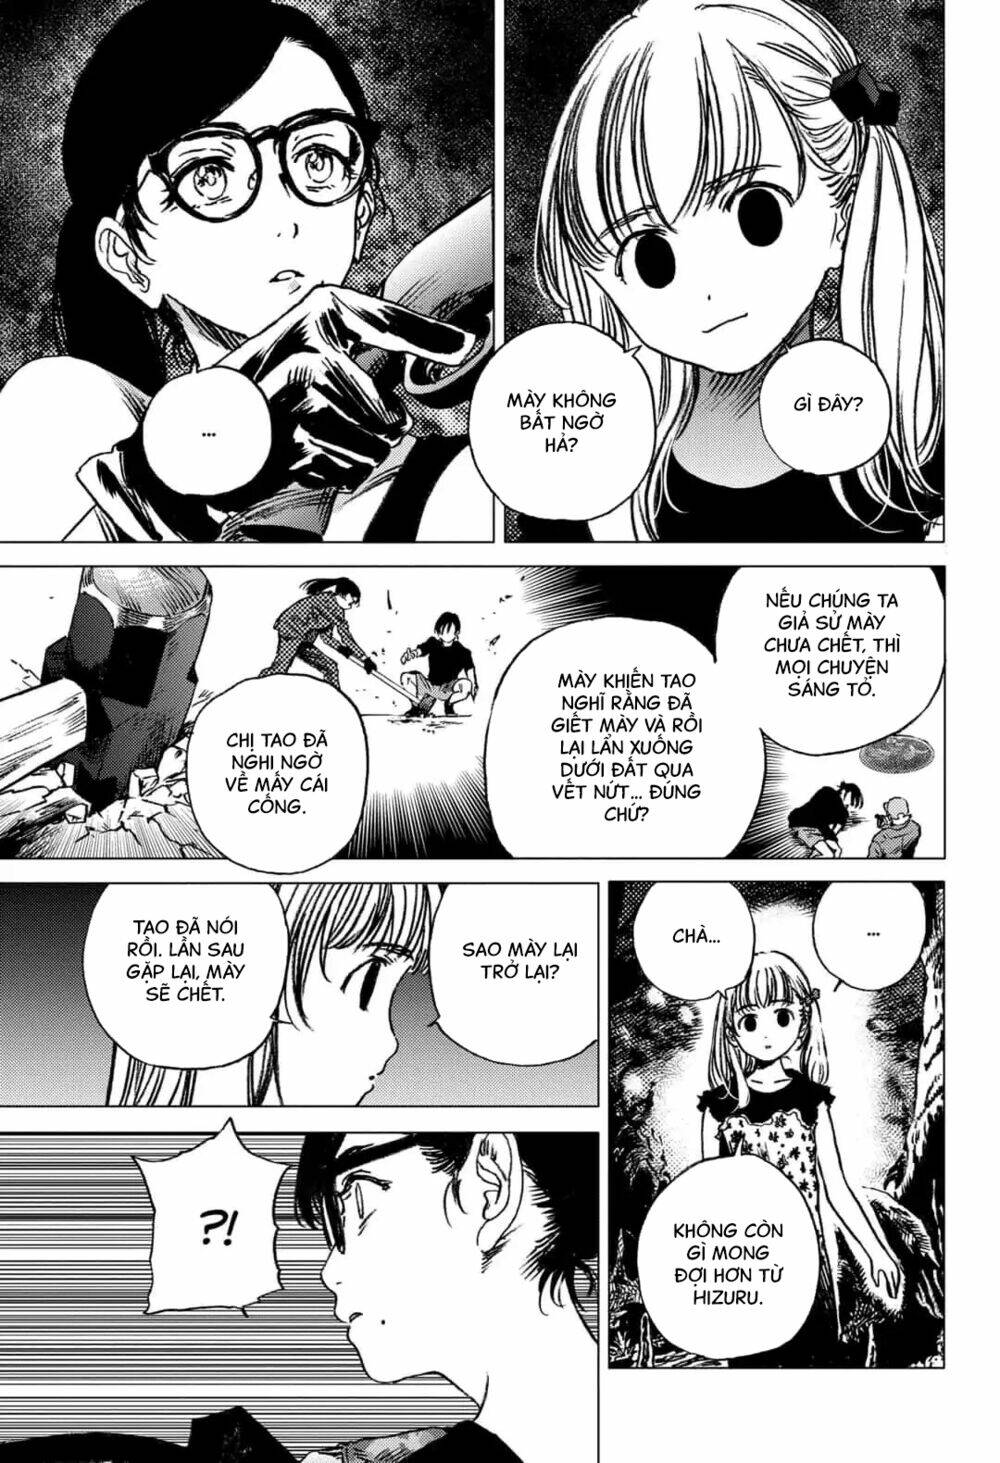 GÌ ĐÂY?
MÀY KHÔNG
BẤT NGỜ
HẢ?
...
NẾU CHÚNG TA
GIẢ SỬ MÀY
CHƯA CHẾT, THÌ
MỌI CHUYỆN
SÁNG TỎ.
MÀY KHIẾN TAO
NGHĨ RẰNG ĐÃ
GIẾT MÀY VÀ RỒI
LẠI LẨN XUỐNG
DƯỚI ĐẤT QUA
VẾT NỨT... ĐÚNG
CHỨ?
CHỊ TAO ĐÃ
NGHI NGỜ
VỀ MẤY CÁI
CỐNG.
...
CHÀ...
KHÔNG CÒN
GÌ MONG
ĐỢI HƠN TỪ
HIZURU.
SAO MÀY LẠI
TRỞ LẠI?
TAO ĐÃ NÓI
RỒI. LẦN SAU
GẶP LẠI, MÀY
SẼ CHẾT.
?!